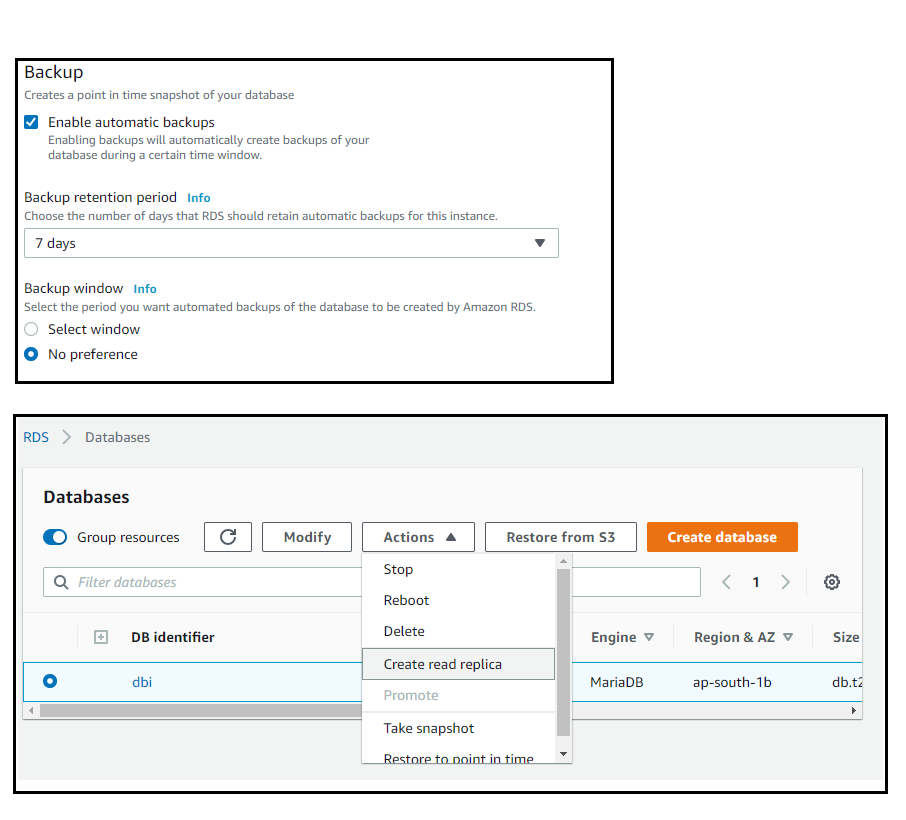 Backup
Creates a point in time snapshot of your database
Enable automatic backups
Enabling backups will automatically create backups of your
database during a certain time window.
Backup retention period Info
Choose the number of days that RDS should retain automatic backups for this instance.
7 days
Backup window Info
Select the period you want automated backups of the database to be created by Amazon RDS.
Select window
No preference
RDS Databases
Databases
Group resources Modify Actions Restore from S3 Create database
Filter databases 1
Stop
Reboot
Delete
Create read replica
Promote
Take snapshot
Restore to point in time
DB identifier Engine Region & AZ Size
dbi MariaDB ap-south-1b db.t2